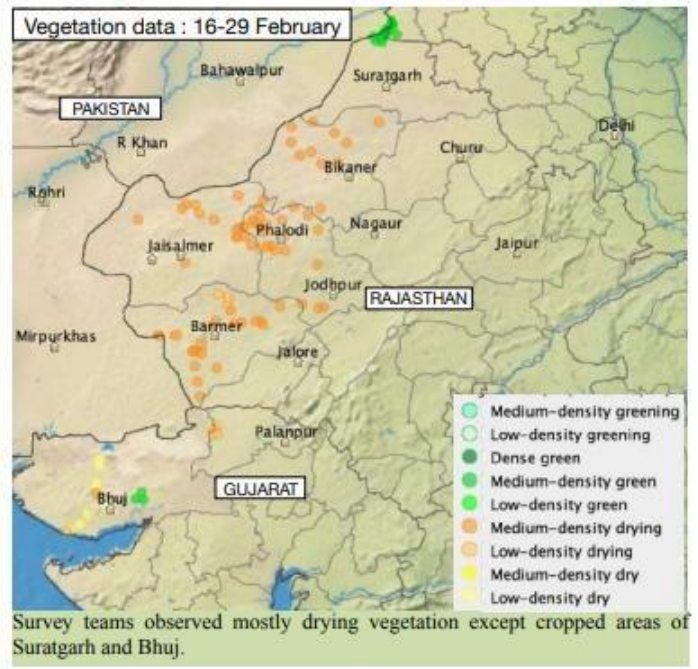 Vegetation data : 16-29 February
Bahawalpur
Suratgarh
PAKISTAN
Delhi
R Khan
Churu
Bikaner
Rohri
Phalodi
Nagaur
Jaisalmer
Jaipur
Jodhpur
RAJASTHAN
Barmer
Mirpurkhas
Jalore
Palanpur
GUJARAT
Bhuj
Medium-density greening
Low-density greening
Dense green
Medium-density green
Low-density green
Medium-density drying
Low-density drying
Medium-density dry
Low-density dry
Survey teams observed mostly drying vegetation except cropped areas of
Suratgarh and Bhuj.